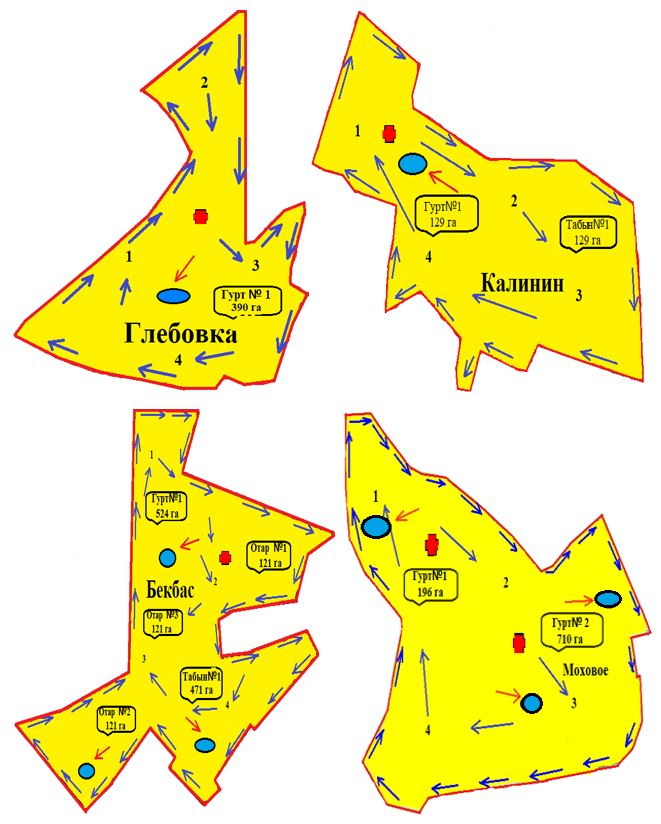 2
1
3
Гурт № 1
390 га
Глебовка
4
1
2
Гурт№1
129 га
Табын№1
129 га
4
Калинин
3
1
Гурт№1
524 га
Отар №1
121 га
2
Бекбас
Отар №3
121 га
3
Табын№1
471 га
4
Отар №2
121 га
1
Гурт№1
196 га
2
Гурт№ 2
710 га
Моховое
3
4